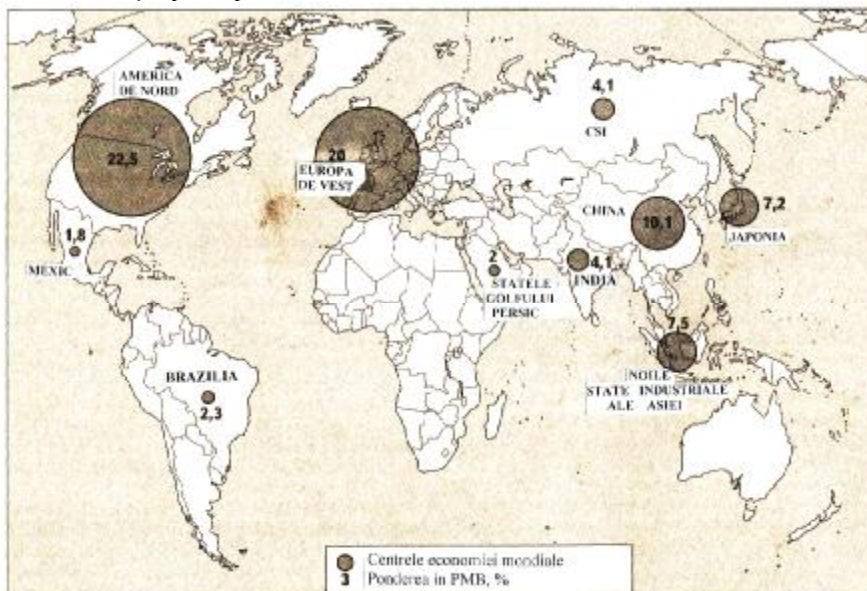 AMERICA
DE NORD
22,5
20
EUROPA
DE VEST
4,1
CSI
CHINA
10,1
7,2
JAPONIA
1,8
MEXIC
2
STATELE
GOLFULUI
PERSIC
4,1
INDIA
7,5
NOILE
STATE INDUSTRIALE
ALE ASIEI
BRAZILIA
2,3
Centrele economiei mondiale
3 Ponderea in PMB, %